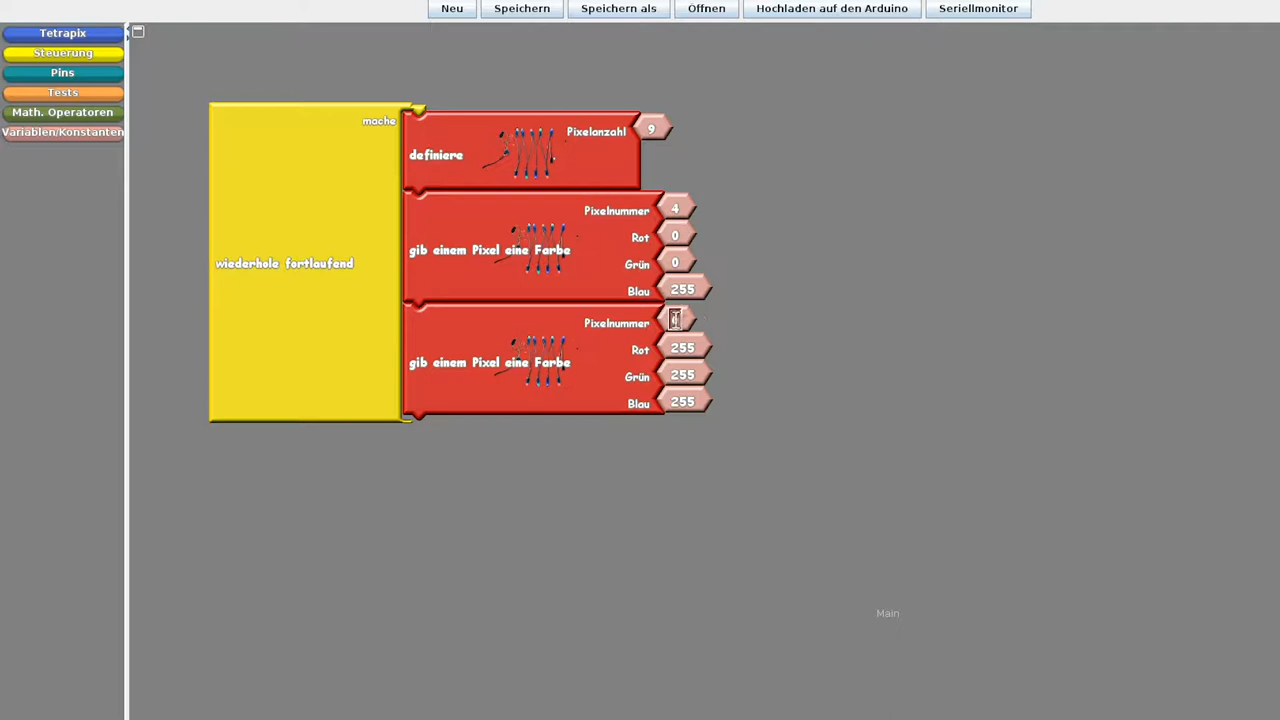 Neu Speichern Speichern als Öffnen Hochladen auf den Arduino Seriellmonitor
Tetrapix
Steuerung
Pins
Tests
Math. Operatoren
Variablen/Konstanten
mache
wiederhole fortlaufend
Pixelanzahl 9
definiere
Pixelnummer 4
Rot 0
gib einem Pixel eine Farbe
Grün 0
Blau 255
Pixelnummer
Rot 255
gib einem Pixel eine Farbe
Grün 255
Blau 255
Main